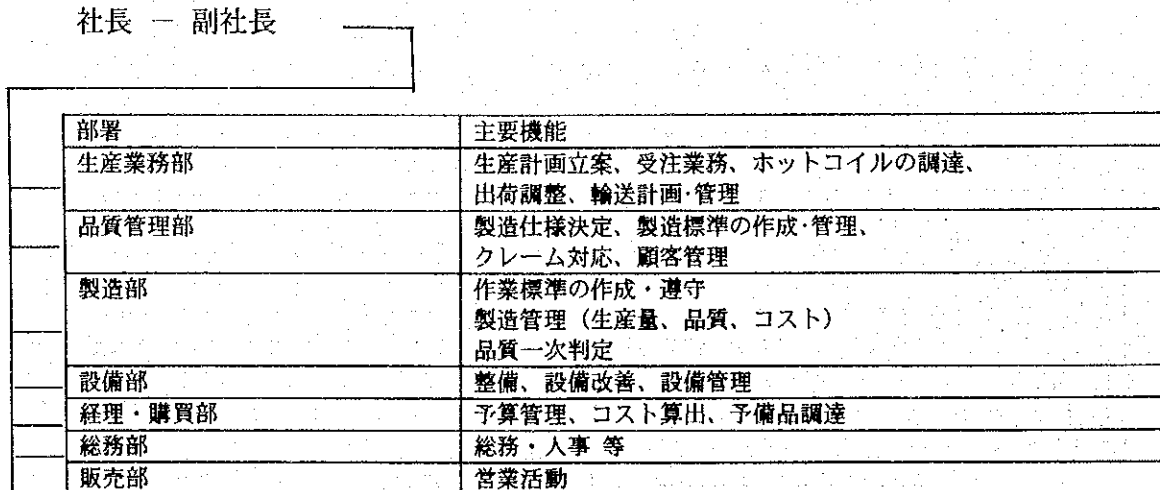 社長 － 副社長
部署 主要機能
生産業務部 生産計画立案、受注業務、ホットコイルの調達、
出荷調整、輸送計画・管理
品質管理部 製造仕様決定、製造標準の作成・管理、
クレーム対応、顧客管理
製造部 作業標準の作成・遵守
製造管理（生産量、品質、コスト）
品質一次判定
設備部 整備、設備改善、設備管理
経理・購買部 予算管理、コスト算出、予備品調達
総務部 総務・人事 等
販売部 営業活動